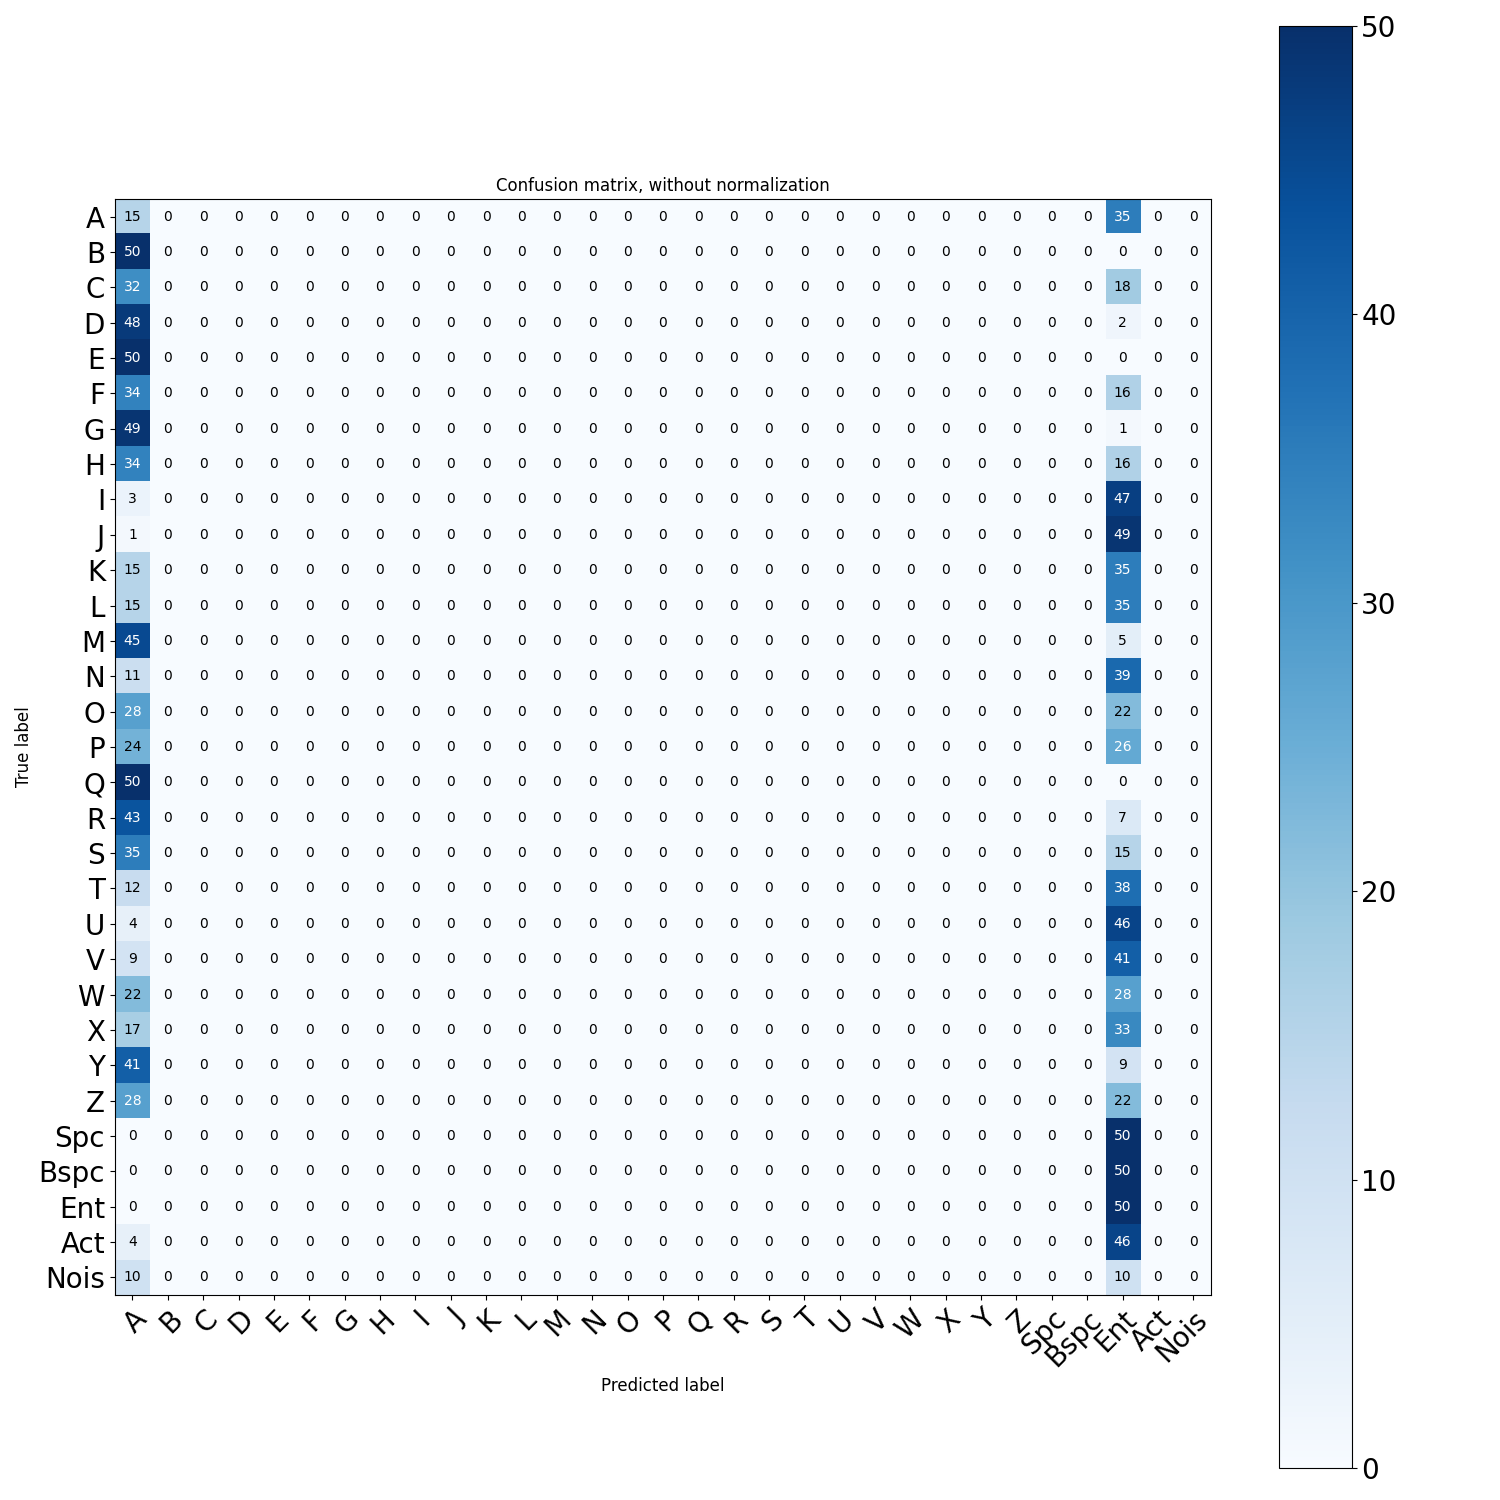 Confusion matrix, without normalization
A 15 0 0 0 0 0 0 0 0 0 0 0 0 0 0 0 0 0 0 0 0 0 0 0 0 0 0 0 35 0 0
B 50 0 0 0 0 0 0 0 0 0 0 0 0 0 0 0 0 0 0 0 0 0 0 0 0 0 0 0 0 0 0
C 32 0 0 0 0 0 0 0 0 0 0 0 0 0 0 0 0 0 0 0 0 0 0 0 0 0 0 0 18 0 0
D 48 0 0 0 0 0 0 0 0 0 0 0 0 0 0 0 0 0 0 0 0 0 0 0 0 0 0 0 2 0 0
E 50 0 0 0 0 0 0 0 0 0 0 0 0 0 0 0 0 0 0 0 0 0 0 0 0 0 0 0 0 0 0
F 34 0 0 0 0 0 0 0 0 0 0 0 0 0 0 0 0 0 0 0 0 0 0 0 0 0 0 0 16 0 0
G 49 0 0 0 0 0 0 0 0 0 0 0 0 0 0 0 0 0 0 0 0 0 0 0 0 0 0 0 1 0 0
H 34 0 0 0 0 0 0 0 0 0 0 0 0 0 0 0 0 0 0 0 0 0 0 0 0 0 0 0 16 0 0
I 3 0 0 0 0 0 0 0 0 0 0 0 0 0 0 0 0 0 0 0 0 0 0 0 0 0 0 0 47 0 0
J 1 0 0 0 0 0 0 0 0 0 0 0 0 0 0 0 0 0 0 0 0 0 0 0 0 0 0 0 49 0 0
K 15 0 0 0 0 0 0 0 0 0 0 0 0 0 0 0 0 0 0 0 0 0 0 0 0 0 0 0 35 0 0
L 15 0 0 0 0 0 0 0 0 0 0 0 0 0 0 0 0 0 0 0 0 0 0 0 0 0 0 0 35 0 0
M 45 0 0 0 0 0 0 0 0 0 0 0 0 0 0 0 0 0 0 0 0 0 0 0 0 0 0 0 5 0 0
N 11 0 0 0 0 0 0 0 0 0 0 0 0 0 0 0 0 0 0 0 0 0 0 0 0 0 0 0 39 0 0
O 28 0 0 0 0 0 0 0 0 0 0 0 0 0 0 0 0 0 0 0 0 0 0 0 0 0 0 0 22 0 0
P 24 0 0 0 0 0 0 0 0 0 0 0 0 0 0 0 0 0 0 0 0 0 0 0 0 0 0 0 26 0 0
Q 50 0 0 0 0 0 0 0 0 0 0 0 0 0 0 0 0 0 0 0 0 0 0 0 0 0 0 0 0 0 0
R 43 0 0 0 0 0 0 0 0 0 0 0 0 0 0 0 0 0 0 0 0 0 0 0 0 0 0 0 7 0 0
S 35 0 0 0 0 0 0 0 0 0 0 0 0 0 0 0 0 0 0 0 0 0 0 0 0 0 0 0 15 0 0
T 12 0 0 0 0 0 0 0 0 0 0 0 0 0 0 0 0 0 0 0 0 0 0 0 0 0 0 0 38 0 0
U 4 0 0 0 0 0 0 0 0 0 0 0 0 0 0 0 0 0 0 0 0 0 0 0 0 0 0 0 46 0 0
V 9 0 0 0 0 0 0 0 0 0 0 0 0 0 0 0 0 0 0 0 0 0 0 0 0 0 0 0 41 0 0
W 22 0 0 0 0 0 0 0 0 0 0 0 0 0 0 0 0 0 0 0 0 0 0 0 0 0 0 0 28 0 0
X 17 0 0 0 0 0 0 0 0 0 0 0 0 0 0 0 0 0 0 0 0 0 0 0 0 0 0 0 33 0 0
Y 41 0 0 0 0 0 0 0 0 0 0 0 0 0 0 0 0 0 0 0 0 0 0 0 0 0 0 0 9 0 0
Z 28 0 0 0 0 0 0 0 0 0 0 0 0 0 0 0 0 0 0 0 0 0 0 0 0 0 0 0 22 0 0
Spc 0 0 0 0 0 0 0 0 0 0 0 0 0 0 0 0 0 0 0 0 0 0 0 0 0 0 0 0 50 0 0
Bspc 0 0 0 0 0 0 0 0 0 0 0 0 0 0 0 0 0 0 0 0 0 0 0 0 0 0 0 0 50 0 0
Ent 0 0 0 0 0 0 0 0 0 0 0 0 0 0 0 0 0 0 0 0 0 0 0 0 0 0 0 0 50 0 0
Act 4 0 0 0 0 0 0 0 0 0 0 0 0 0 0 0 0 0 0 0 0 0 0 0 0 0 0 0 46 0 0
Nois 10 0 0 0 0 0 0 0 0 0 0 0 0 0 0 0 0 0 0 0 0 0 0 0 0 0 0 0 10 0 0
A B C D E F G H I J K L M N O P Q R S T U V W X Y Z Spc Bspc Ent Act Nois
Predicted label
True label
50
40
30
20
10
0